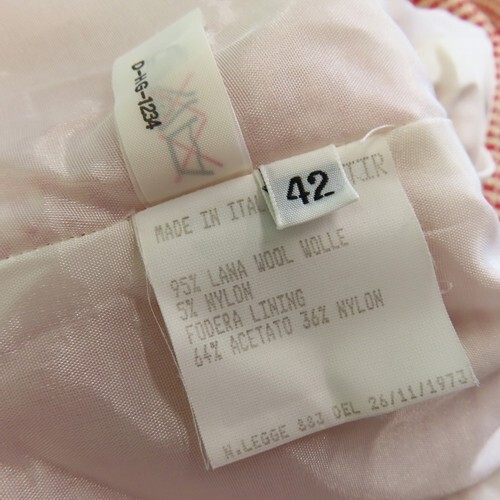 D-HG-1234
42
TIR
MADE IN ITAL
95% LANA WOOL WOLLE
5% NYLON
FODERA LINING
64% ACETATO 36% NYLON
N.LEGGE 883 DEL 26/11/1973